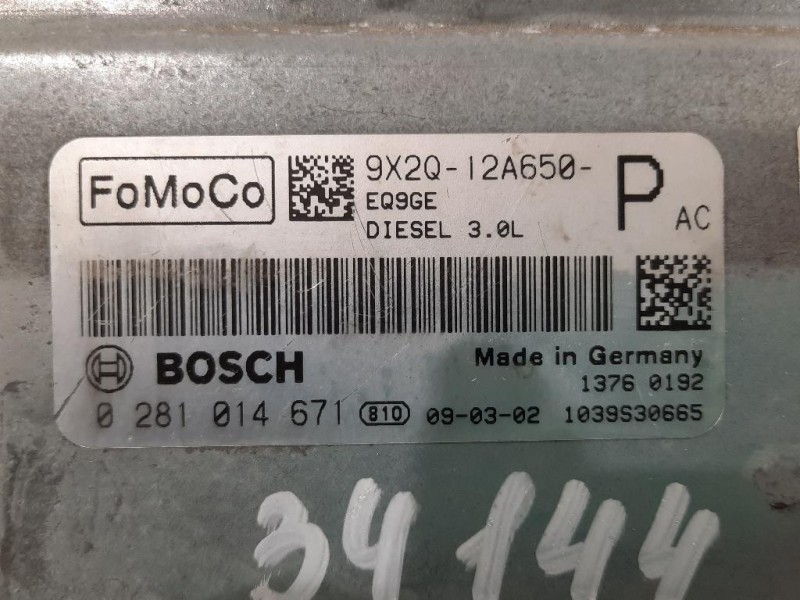 FoMoCo
9X2Q-12A650-
EQ9GE
DIESEL 3.0L
P AC
BOSCH
Made in Germany
1376 0192
0 281 014 671 810 09-03-02 1039S30665
34 144